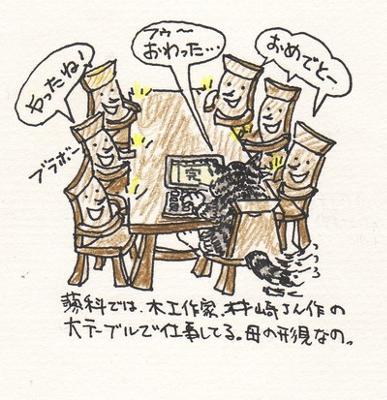 やったね!
フゥ〜
おわった…
おめでとー
ブラボー
完
蓼科では、木工作家、村崎さん作の
大テーブルで仕事してる。母の形見なの。